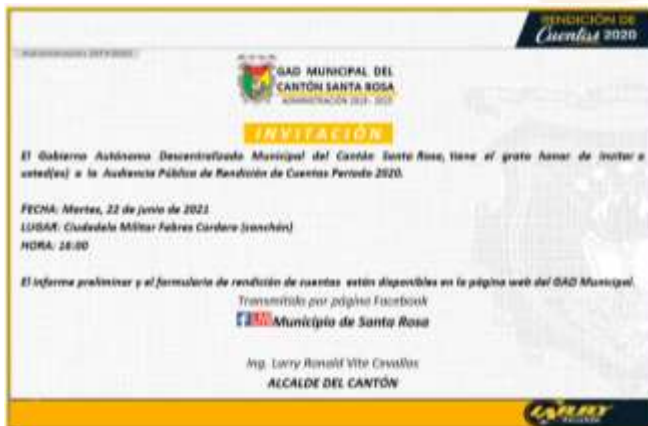 RENDICIÓN DE
Cuentas 2020
GAD MUNICIPAL DEL
CANTÓN SANTA ROSA
ADMINISTRACIÓN 2019 - 2023
INVITACIÓN
El Gobierno Autónomo Descentralizado Municipal del Cantón Santa Rosa, tiene el grato honor de invitar a
usted(es) a la Audiencia Pública de Rendición de Cuentas Periodo 2020.
FECHA: Martes, 22 de junio de 2021
LUGAR: Ciudadela Militar Febres Cordero (canchón)
HORA: 16:00
El informe preliminar y el formulario de rendición de cuentas están disponibles en la página web del GAD Municipal.
Transmitido por página Facebook
Municipio de Santa Rosa
Ing. Larry Ronald Vite Cevallos
ALCALDE DEL CANTÓN